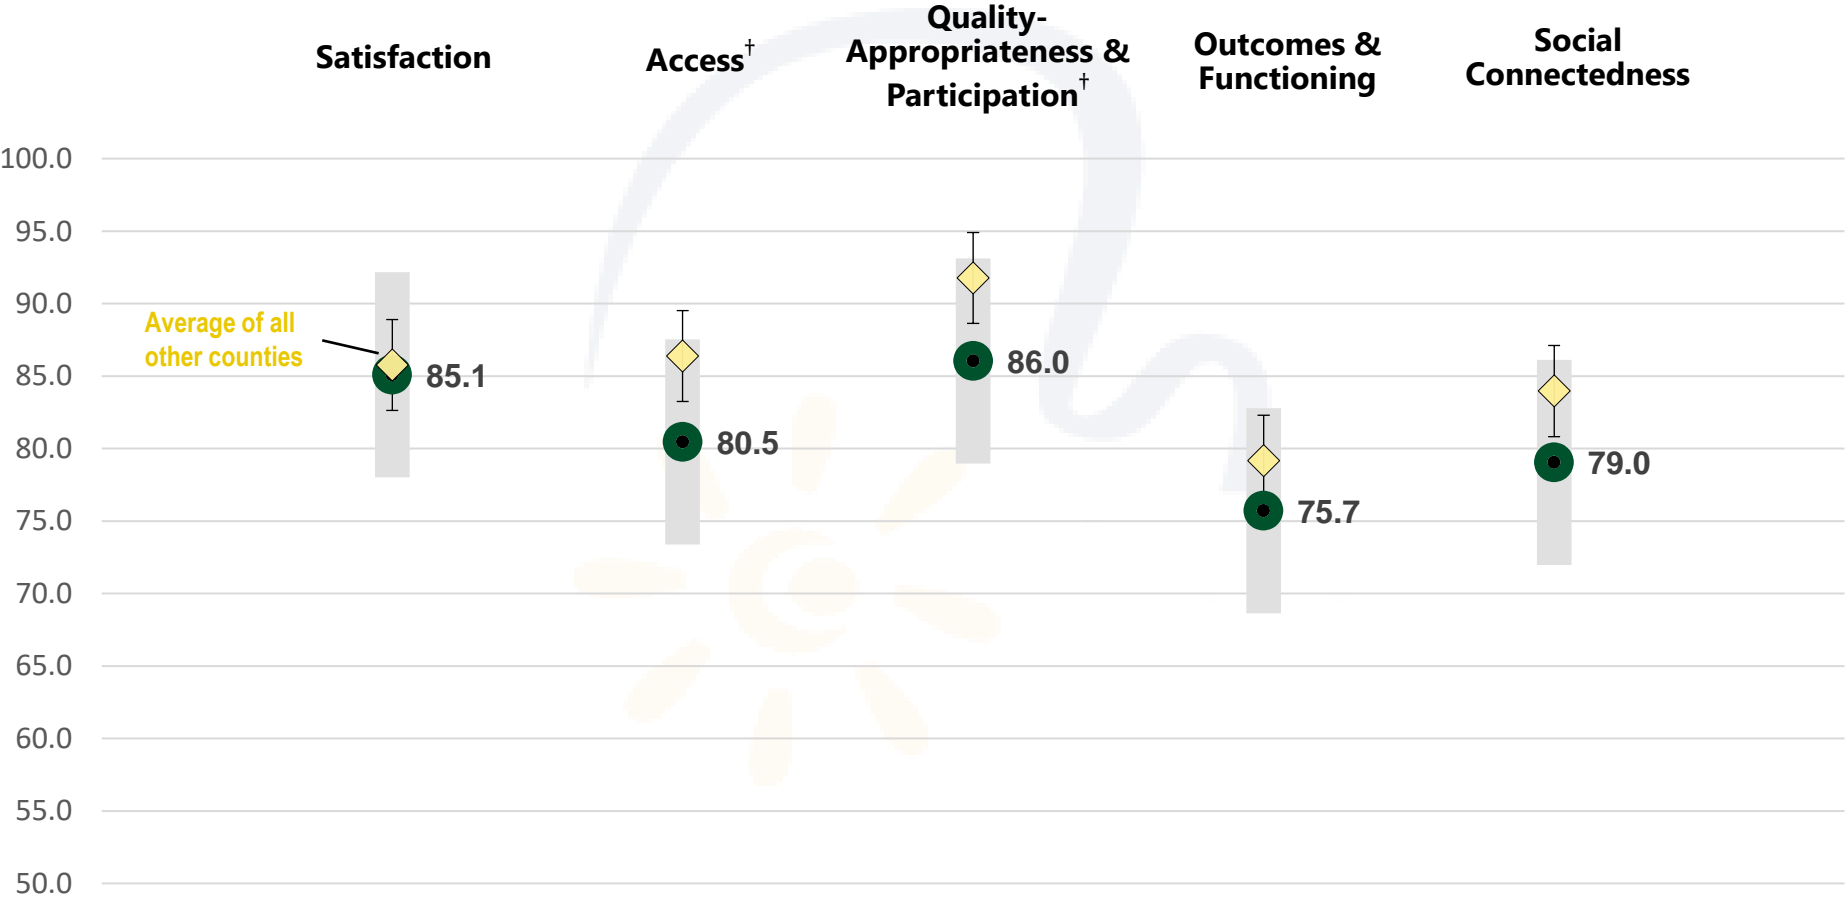 Satisfaction
Access†
Quality-
Appropriateness &
Participation†
Outcomes &
Functioning
Social
Connectedness
100.0
95.0
90.0
85.0
80.0
75.0
70.0
65.0
60.0
55.0
50.0
Average of all
other counties
85.1
80.5
86.0
75.7
79.0